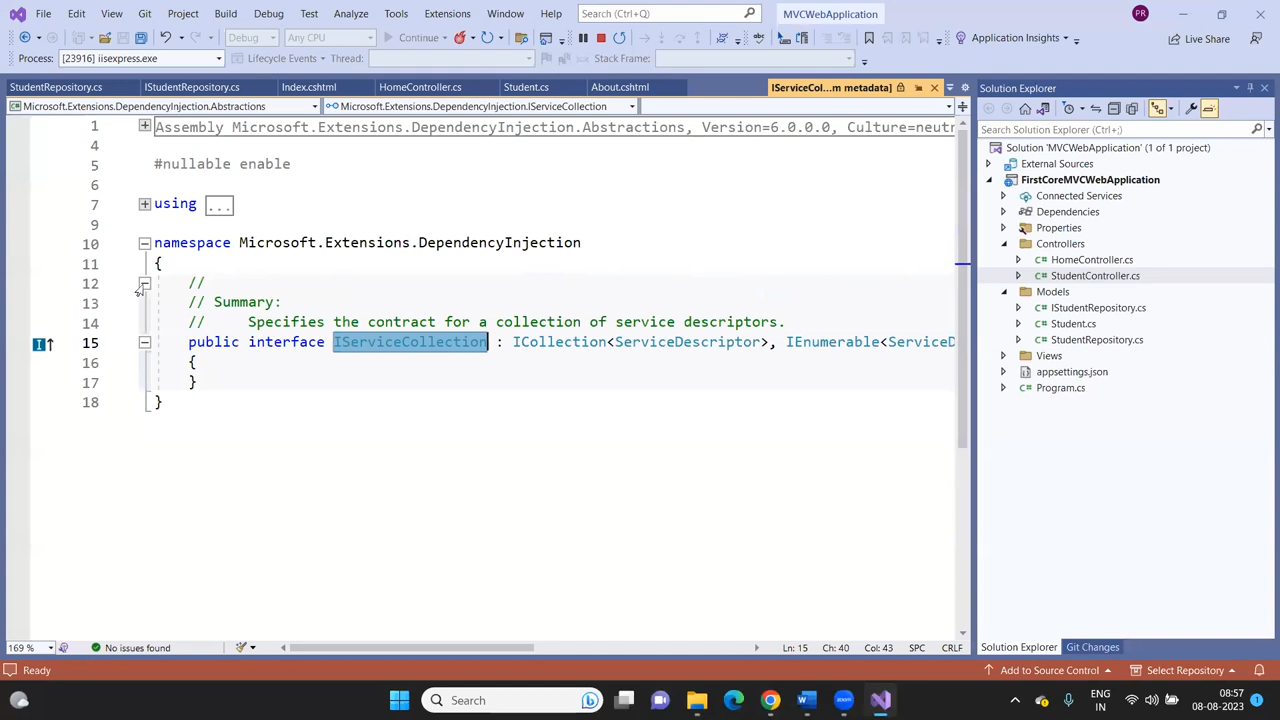 File Edit View Git Project Build Debug Test Analyze Tools Extensions Window Help Search (Ctrl+Q) MVCWebApplication PR
Debug Any CPU Continue Application Insights Live Share
Process: [23916] iisexpress.exe Lifecycle Events Thread: Stack Frame:
StudentRepository.cs IStudentRepository.cs Index.cshtml HomeController.cs Student.cs About.cshtml IServiceCol...m metadata]
Microsoft.Extensions.DependencyInjection.Abstractions Microsoft.Extensions.DependencyInjection.IServiceCollection
1 Assembly Microsoft.Extensions.DependencyInjection.Abstractions, Version=6.0.0.0, Culture=neutr
4
5 #nullable enable
6
7 using ...
9
10 namespace Microsoft.Extensions.DependencyInjection
11 {
12 //
13 // Summary:
14 // Specifies the contract for a collection of service descriptors.
15 public interface IServiceCollection : ICollection<ServiceDescriptor>, IEnumerable<ServiceD
16 {
17 }
18 }
169 % No issues found Ln: 15 Ch: 40 Col: 43 SPC CRLF
Solution Explorer
Search Solution Explorer (Ctrl+;)
Solution 'MVCWebApplication' (1 of 1 project)
External Sources
FirstCoreMVCWebApplication
Connected Services
Dependencies
Properties
Controllers
C# HomeController.cs
C# StudentController.cs
Models
C# IStudentRepository.cs
C# Student.cs
C# StudentRepository.cs
Views
appsettings.json
C# Program.cs
Solution Explorer Git Changes
Ready Add to Source Control Select Repository
Search zoom ENG IN 08:57 08-08-2023